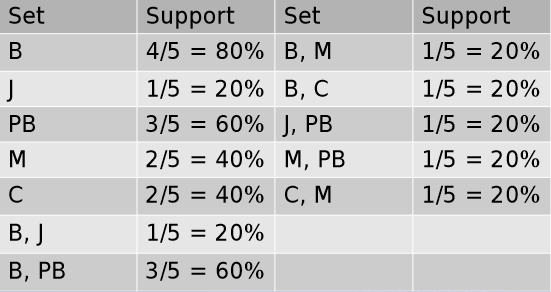 Set Support Set Support
B 4/5 = 80% B, M 1/5 = 20%
J 1/5 = 20% B, C 1/5 = 20%
PB 3/5 = 60% J, PB 1/5 = 20%
M 2/5 = 40% M, PB 1/5 = 20%
C 2/5 = 40% C, M 1/5 = 20%
B, J 1/5 = 20%
B, PB 3/5 = 60%